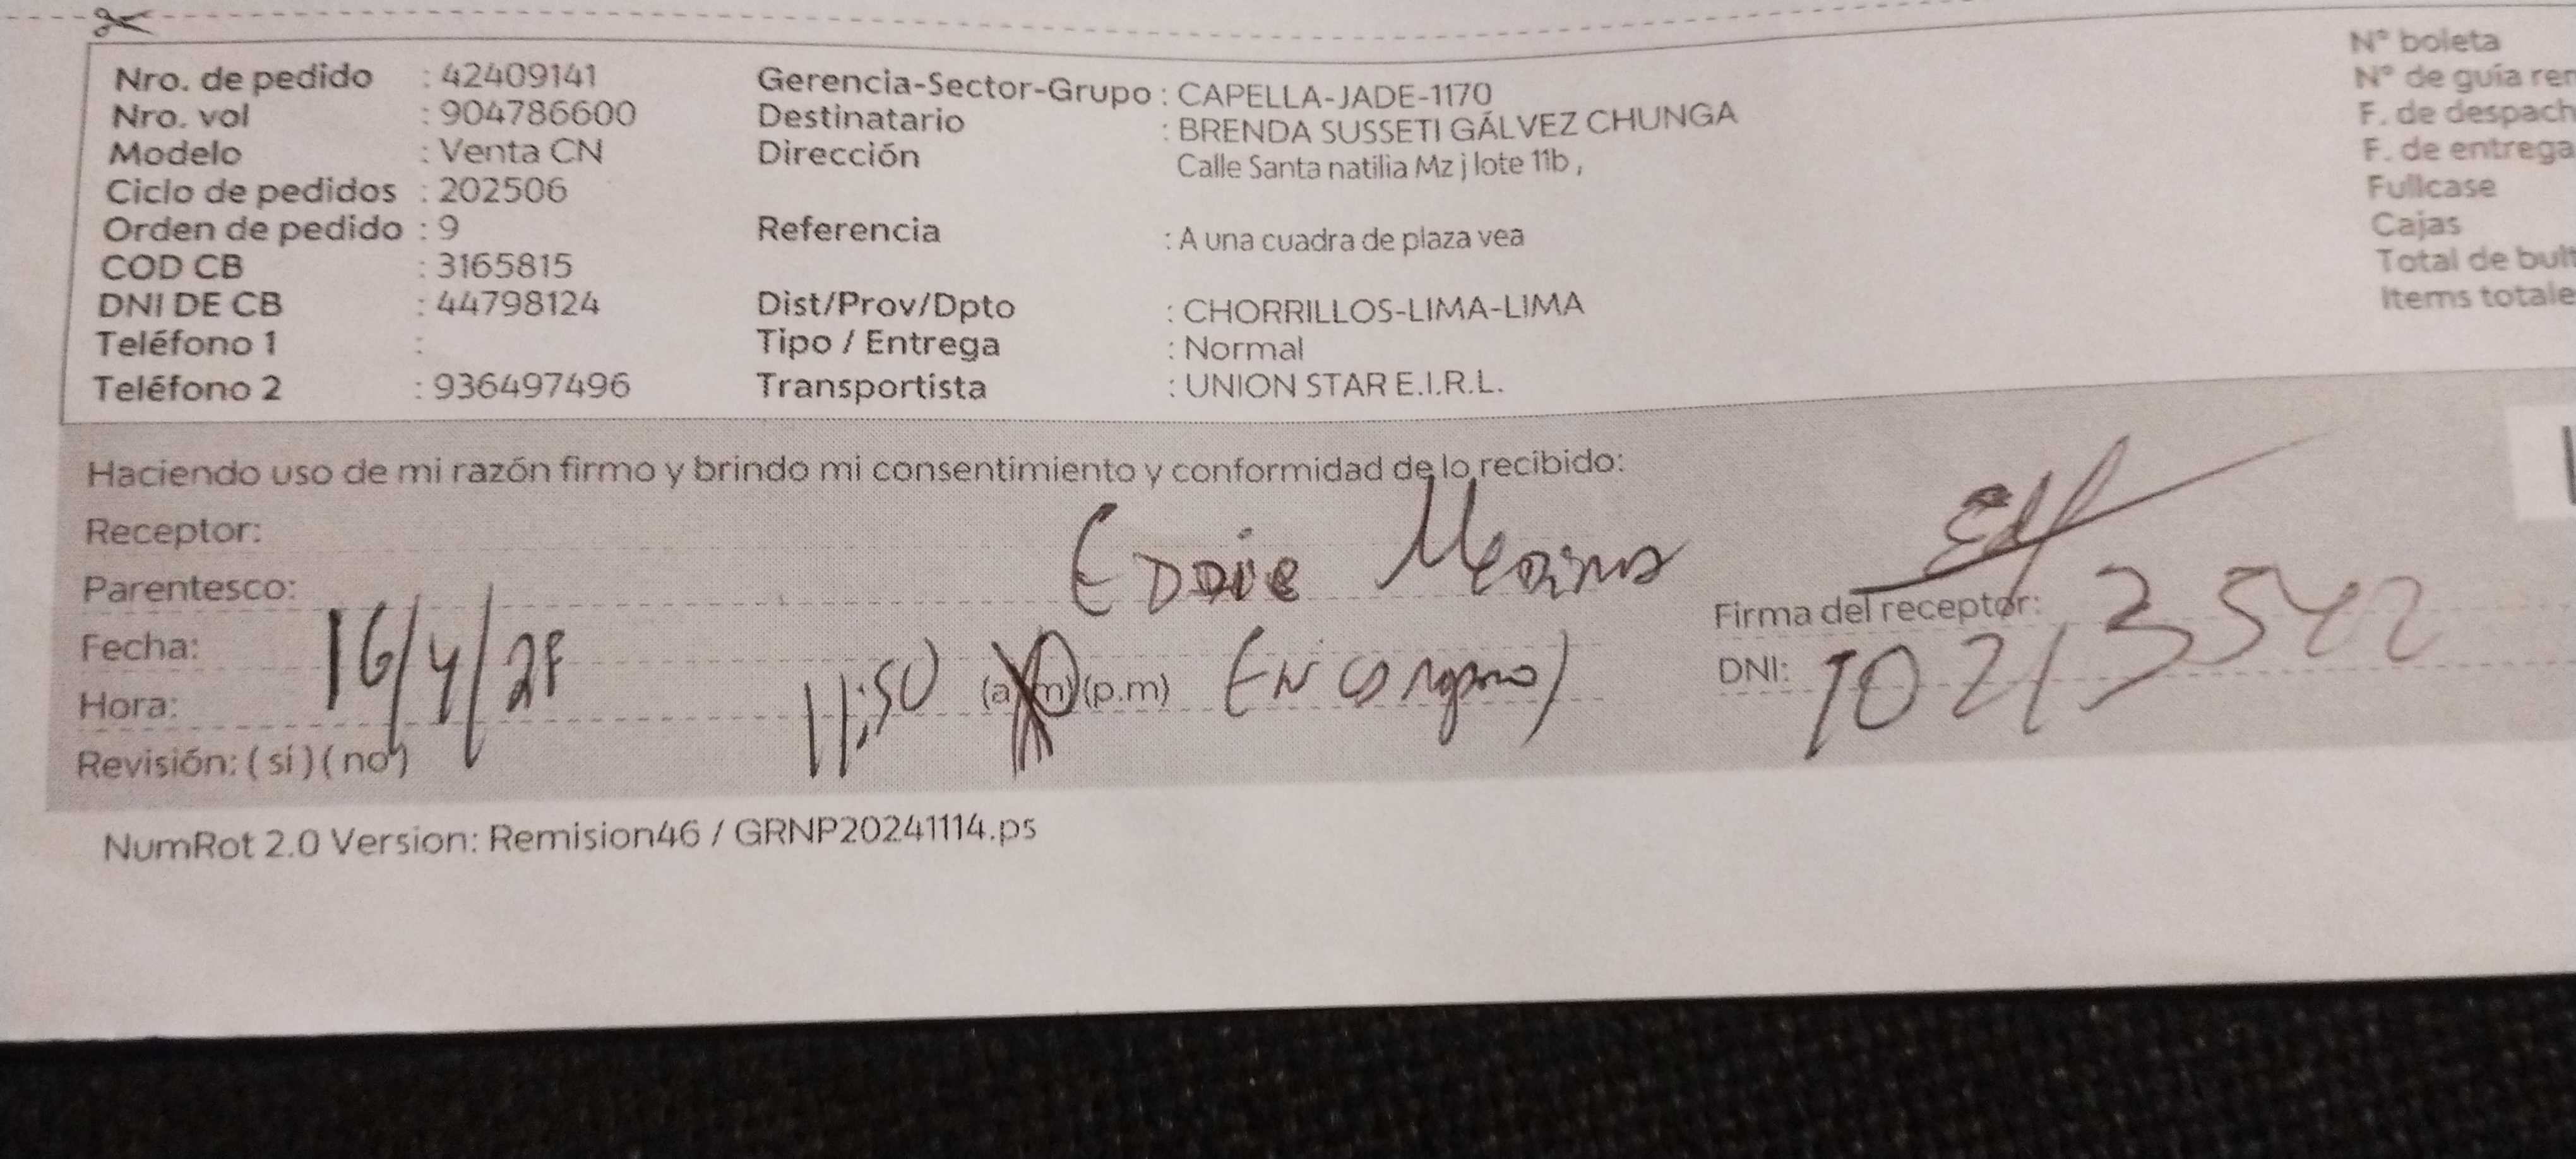 Nro. de pedido : 42409141
Nro. vol : 904786600
Modelo : Venta CN
Ciclo de pedidos : 202506
Orden de pedido : 9
COD CB : 3165815
DNI DE CB : 44798124
Teléfono 1 :
Teléfono 2 : 936497496
Gerencia-Sector-Grupo : CAPELLA-JADE-1170
Destinatario : BRENDA SUSSETI GÁLVEZ CHUNGA
Dirección Calle Santa natilia Mz j lote 11b ,
Referencia : A una cuadra de plaza vea
Dist/Prov/Dpto : CHORRILLOS-LIMA-LIMA
Tipo / Entrega : Normal
Transportista : UNION STAR E.I.R.L.
N° boleta
N° de guía rem
F. de despach
F. de entrega
Fullcase
Cajas
Total de bult
Items totale
Haciendo uso de mi razón firmo y brindo mi consentimiento y conformidad de lo recibido:
Receptor: Eddie Medina
Parentesco:
Fecha: 16/4/25
Hora: 11:50 (a.m) (p.m)
Revisión: ( sí ) ( no )
Firma del receptor:
DNI: 10213542
NumRot 2.0 Version: Remision46 / GRNP20241114.ps